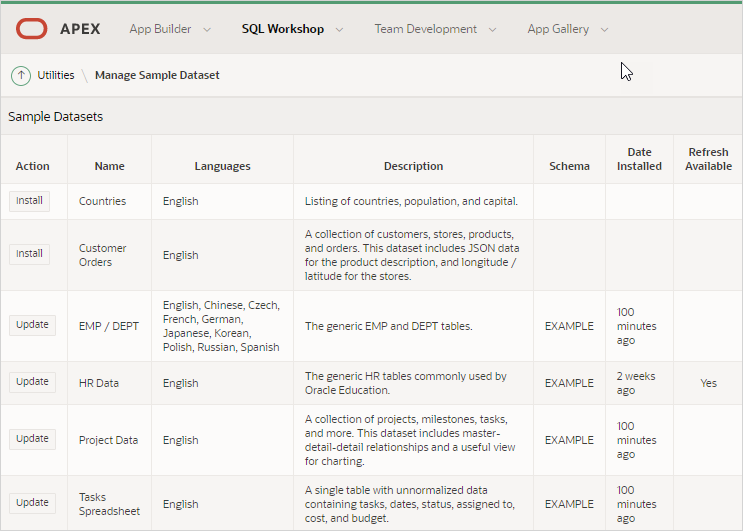 APEX App Builder SQL Workshop Team Development App Gallery
Utilities \ Manage Sample Dataset
Sample Datasets
Action Name Languages Description Schema Date Installed Refresh Available
Install Countries English Listing of countries, population, and capital.
Install Customer Orders English A collection of customers, stores, products,
and orders. This dataset includes JSON data
for the product description, and longitude /
latitude for the stores.
Update EMP / DEPT English, Chinese, Czech,
French, German,
Japanese, Korean,
Polish, Russian, Spanish
The generic EMP and DEPT tables. EXAMPLE 100 minutes ago
Update HR Data English The generic HR tables commonly used by
Oracle Education. EXAMPLE 2 weeks ago Yes
Update Project Data English A collection of projects, milestones, tasks,
and more. This dataset includes master-
detail-detail relationships and a useful view
for charting. EXAMPLE 100 minutes ago
Update Tasks Spreadsheet English A single table with unnormalized data
containing tasks, dates, status, assigned to,
cost, and budget. EXAMPLE 100 minutes ago